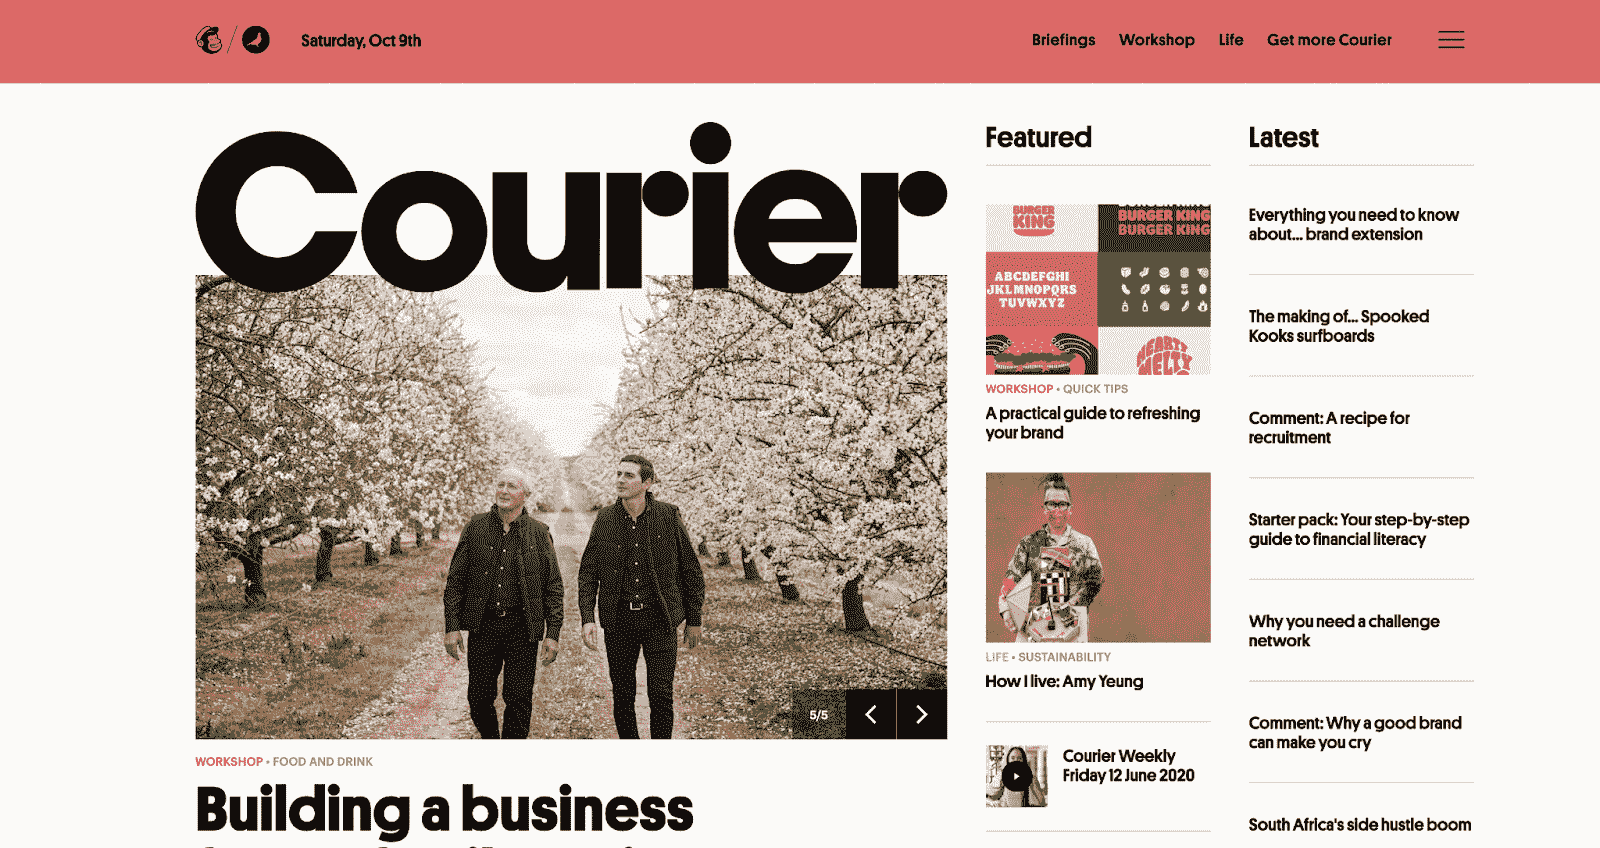 Saturday, Oct 9th
Briefings
Workshop
Life
Get more Courier
Courier
5/5
WORKSHOP • FOOD AND DRINK
Building a business
Featured
BURGER
KING
BURGER KING
BURGER KING
ABCDEFGHI
JKLMNOPQRS
TUVWXYZ
HEARTY
MELTY
WORKSHOP • QUICK TIPS
A practical guide to refreshing
your brand
LIFE • SUSTAINABILITY
How I live: Amy Yeung
Courier Weekly
Friday 12 June 2020
Latest
Everything you need to know
about... brand extension
The making of... Spooked
Kooks surfboards
Comment: A recipe for
recruitment
Starter pack: Your step-by-step
guide to financial literacy
Why you need a challenge
network
Comment: Why a good brand
can make you cry
South Africa's side hustle boom